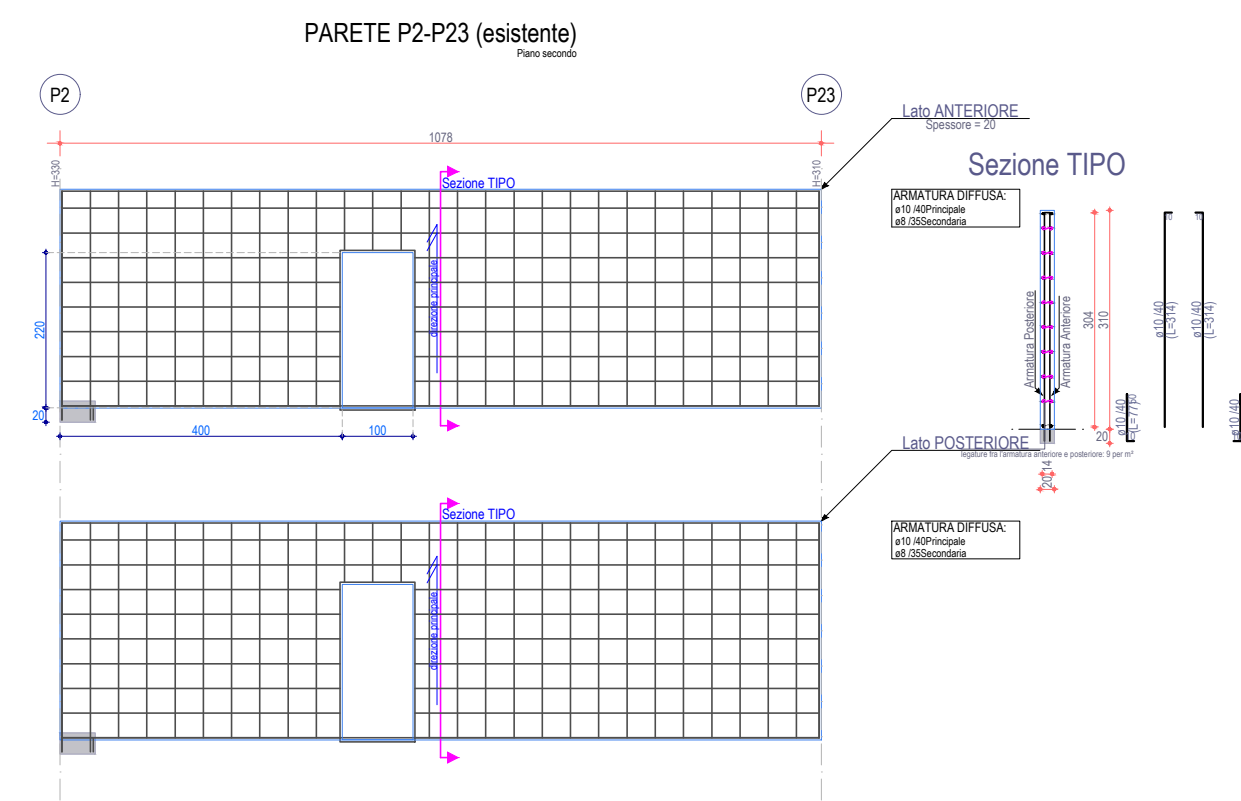 PARETE P2-P23 (esistente)
Piano secondo
P2
P23
1078
H=330
H=310
Lato ANTERIORE
Spessore = 20
Sezione TIPO
Sezione TIPO
ARMATURA DIFFUSA:
ø10 /40Principale
ø8 /35Secondaria
direzione principale
220
20
400
100
Armatura Posteriore
Armatura Anteriore
304
310
20
ø10 /40
(L=314)
ø10 /40
(L=314)
ø10 /40
(L=77)
ø10 /40
14
20
Lato POSTERIORE
legature fra l'armatura anteriore e posteriore: 9 per m²
Sezione TIPO
direzione principale
ARMATURA DIFFUSA:
ø10 /40Principale
ø8 /35Secondaria